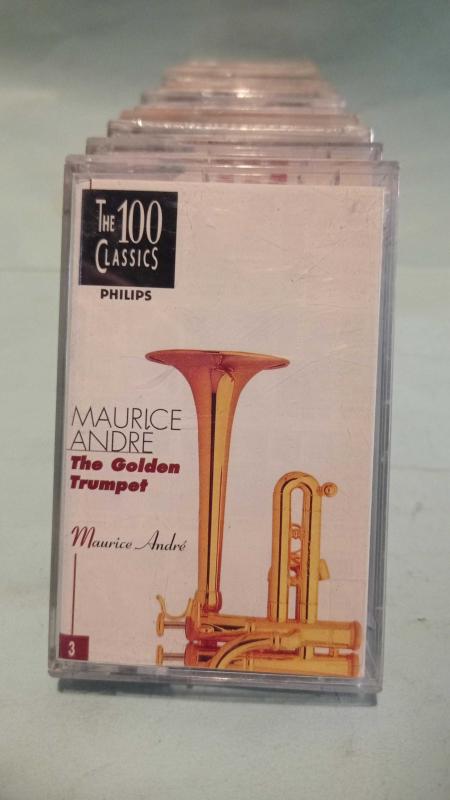 THE 100
CLASSICS
PHILIPS
MAURICE
ANDRÉ
The Golden
Trumpet
Maurice André
3